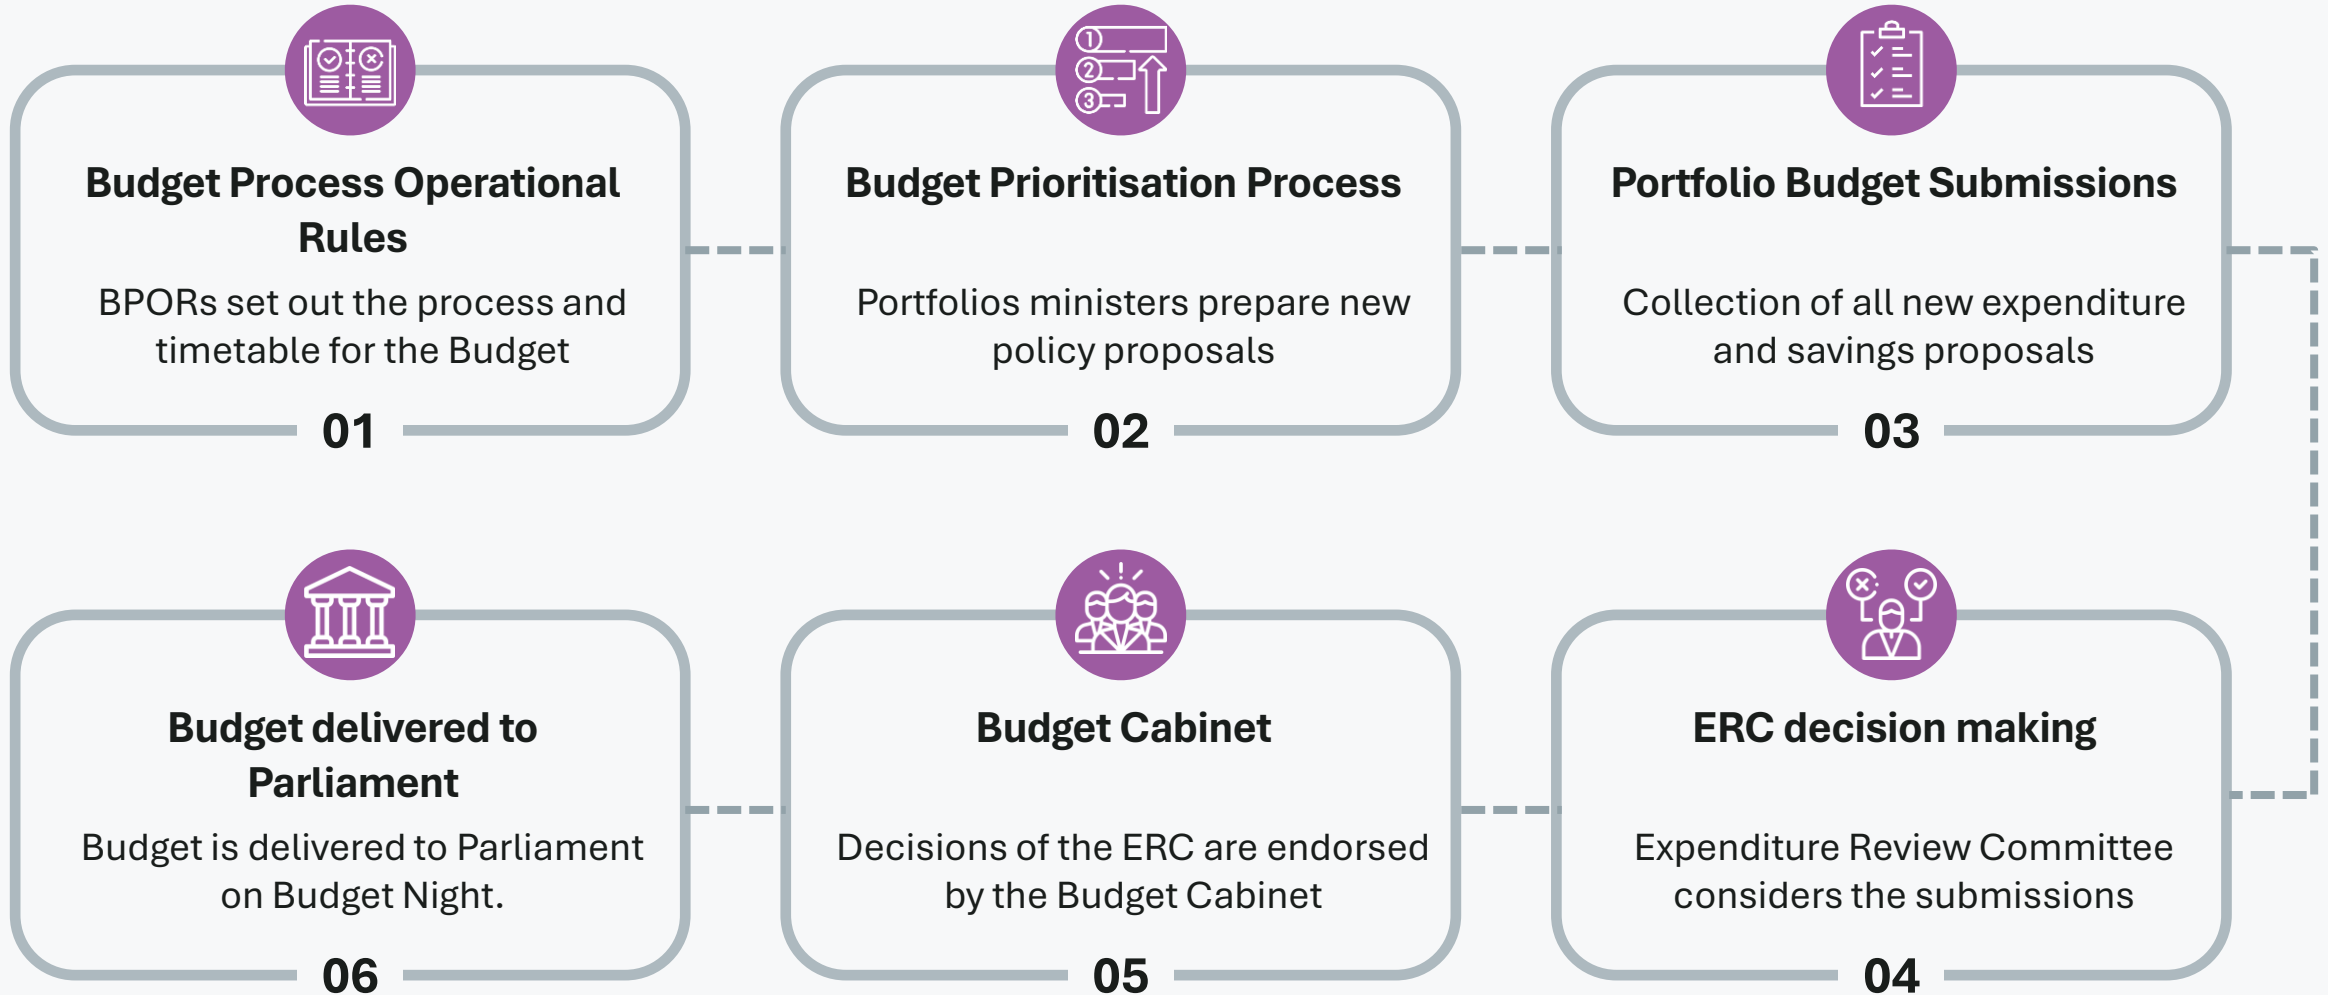 1
2
3
Budget Process Operational
Rules
BPORs set out the process and
timetable for the Budget
01
Budget Prioritisation Process
Portfolios ministers prepare new
policy proposals
02
Portfolio Budget Submissions
Collection of all new expenditure
and savings proposals
03
ERC decision making
Expenditure Review Committee
considers the submissions
04
Budget Cabinet
Decisions of the ERC are endorsed
by the Budget Cabinet
05
Budget delivered to
Parliament
Budget is delivered to Parliament
on Budget Night.
06